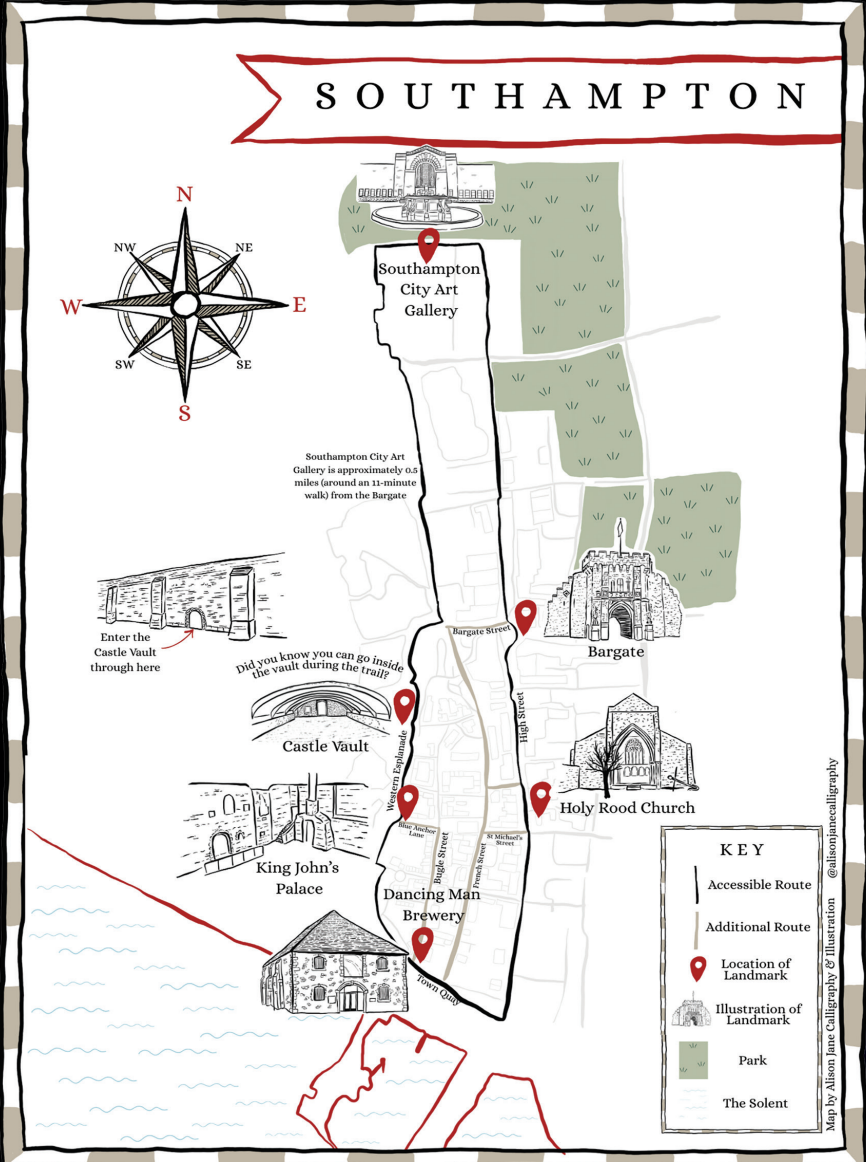 SOUTHAMPTON
N
NW
NE
W
E
SW
SE
S
Southampton
City Art
Gallery
Southampton City Art
Gallery is approximately 0.5
miles (around an 11-minute
walk) from the Bargate
Enter the
Castle Vault
through here
Bargate Street
Bargate
Did you know you can go inside
the vault during the trail?
Castle Vault
Western Esplanade
High Street
Holy Rood Church
King John's
Palace
Blue Anchor
Lane
Bugle Street
French Street
St Michael's
Street
Dancing Man
Brewery
Town Quay
KEY
Accessible Route
Additional Route
Location of
Landmark
Illustration of
Landmark
Park
The Solent
Map by Alison Jane Calligraphy & Illustration @alisonjanecalligraphy